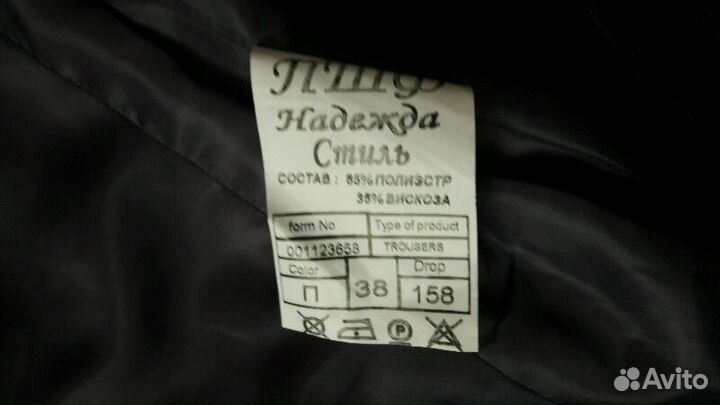 ПШФ
Надежда
Стиль
СОСТАВ : 65%ПОЛИЭСТР
35%ВИСКОЗА
form No Type of product
001123658 TROUSERS
Color Drop
П 38 158
P
Avito